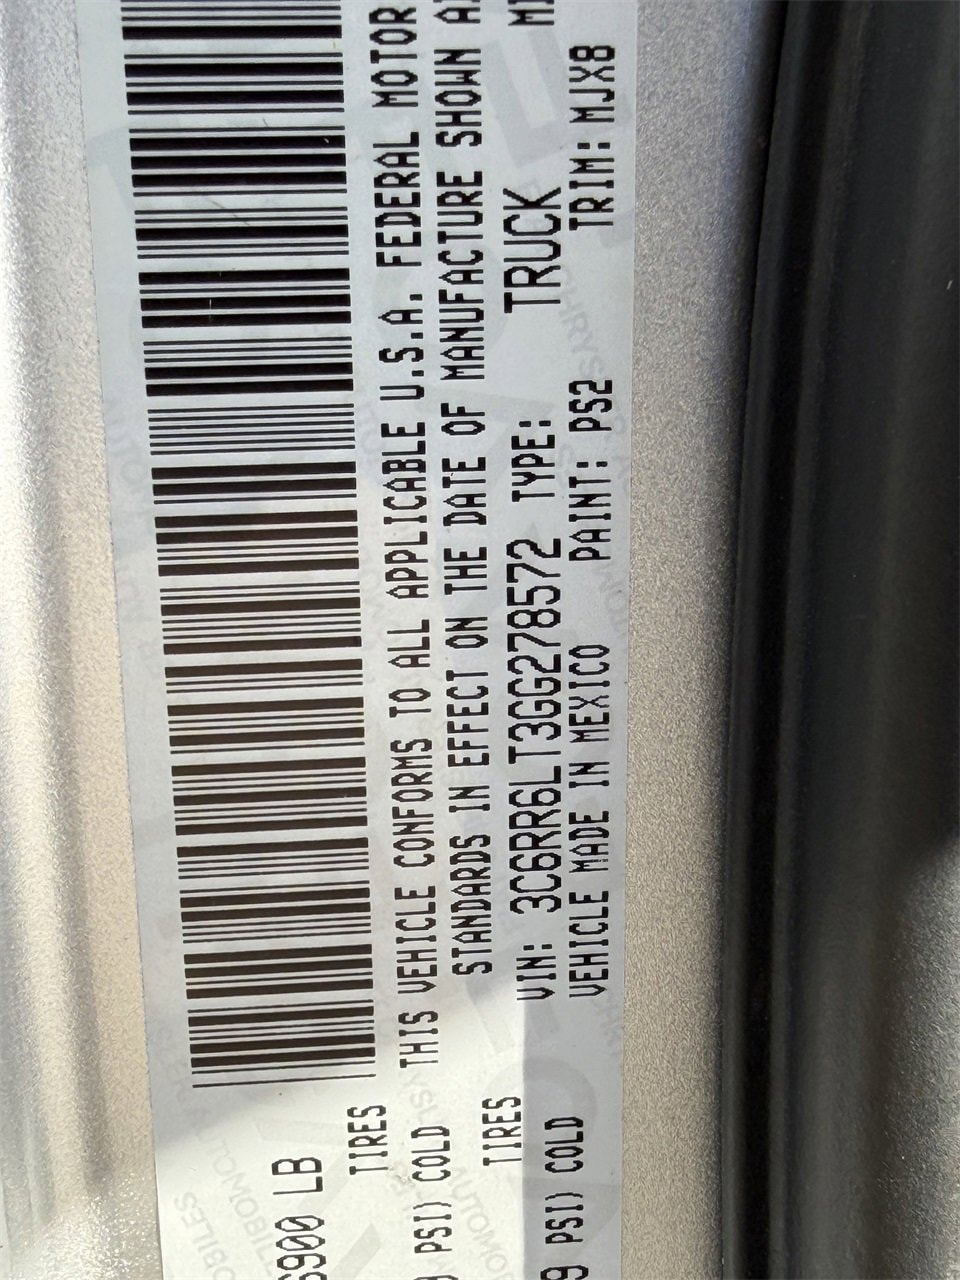 6900 LB
TIRES
PSI) COLD
TIRES
9 PSI) COLD
THIS VEHICLE CONFORMS TO ALL APPLICABLE U.S.A. FEDERAL MOTOR
STANDARDS IN EFFECT ON THE DATE OF MANUFACTURE SHOWN
VIN: 3C6RR6LT3GG278572 TYPE: TRUCK
VEHICLE MADE IN MEXICO PAINT: PS2 TRIM: MJX8